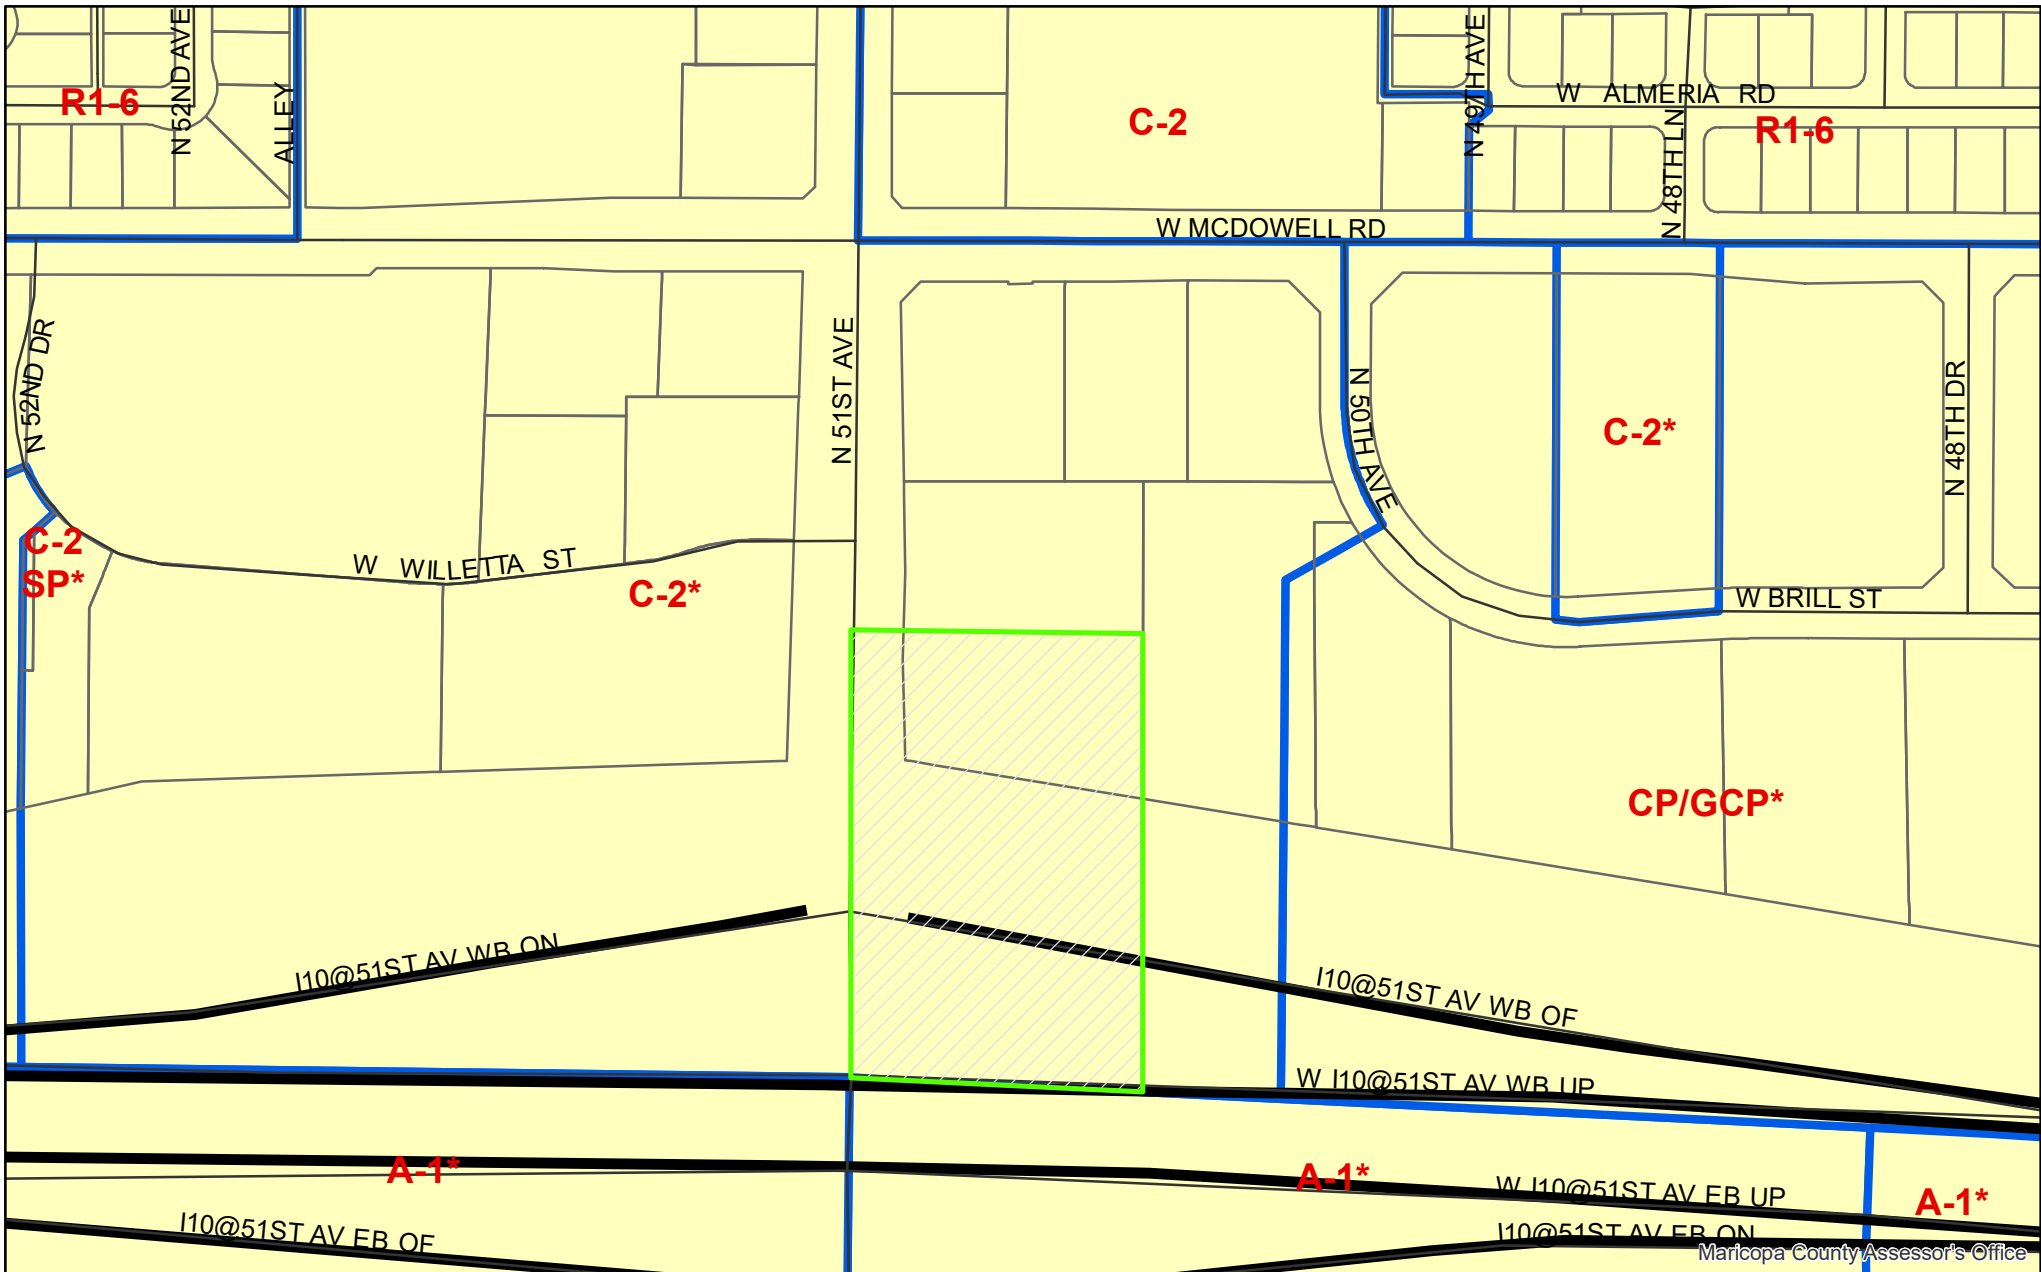 N 52ND AVE
R1-6
ALLEY
C-2
N 49TH AVE
W ALMERIA RD
R1-6
N 48TH LN
W MCDOWELL RD
N 52ND DR
N 51ST AVE
N 50TH AVE
C-2*
N 48TH DR
C-2
SP*
W WILLETTA ST
C-2*
W BRILL ST
CP/GCP*
I10@51ST AV WB ON
I10@51ST AV WB OF
W I10@51ST AV WB UP
A-1*
A-1*
W I10@51ST AV EB UP
A-1*
I10@51ST AV EB OF
I10@51ST AV EB ON
Maricopa County Assessor's Office